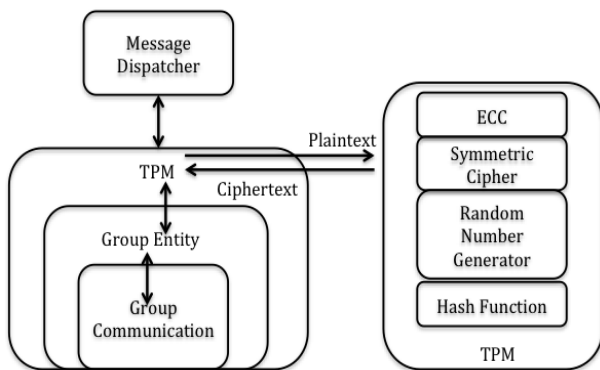 Message
Dispatcher
Plaintext
TPM
Ciphertext
Group Entity
Group
Communication
ECC
Symmetric
Cipher
Random
Number
Generator
Hash Function
TPM